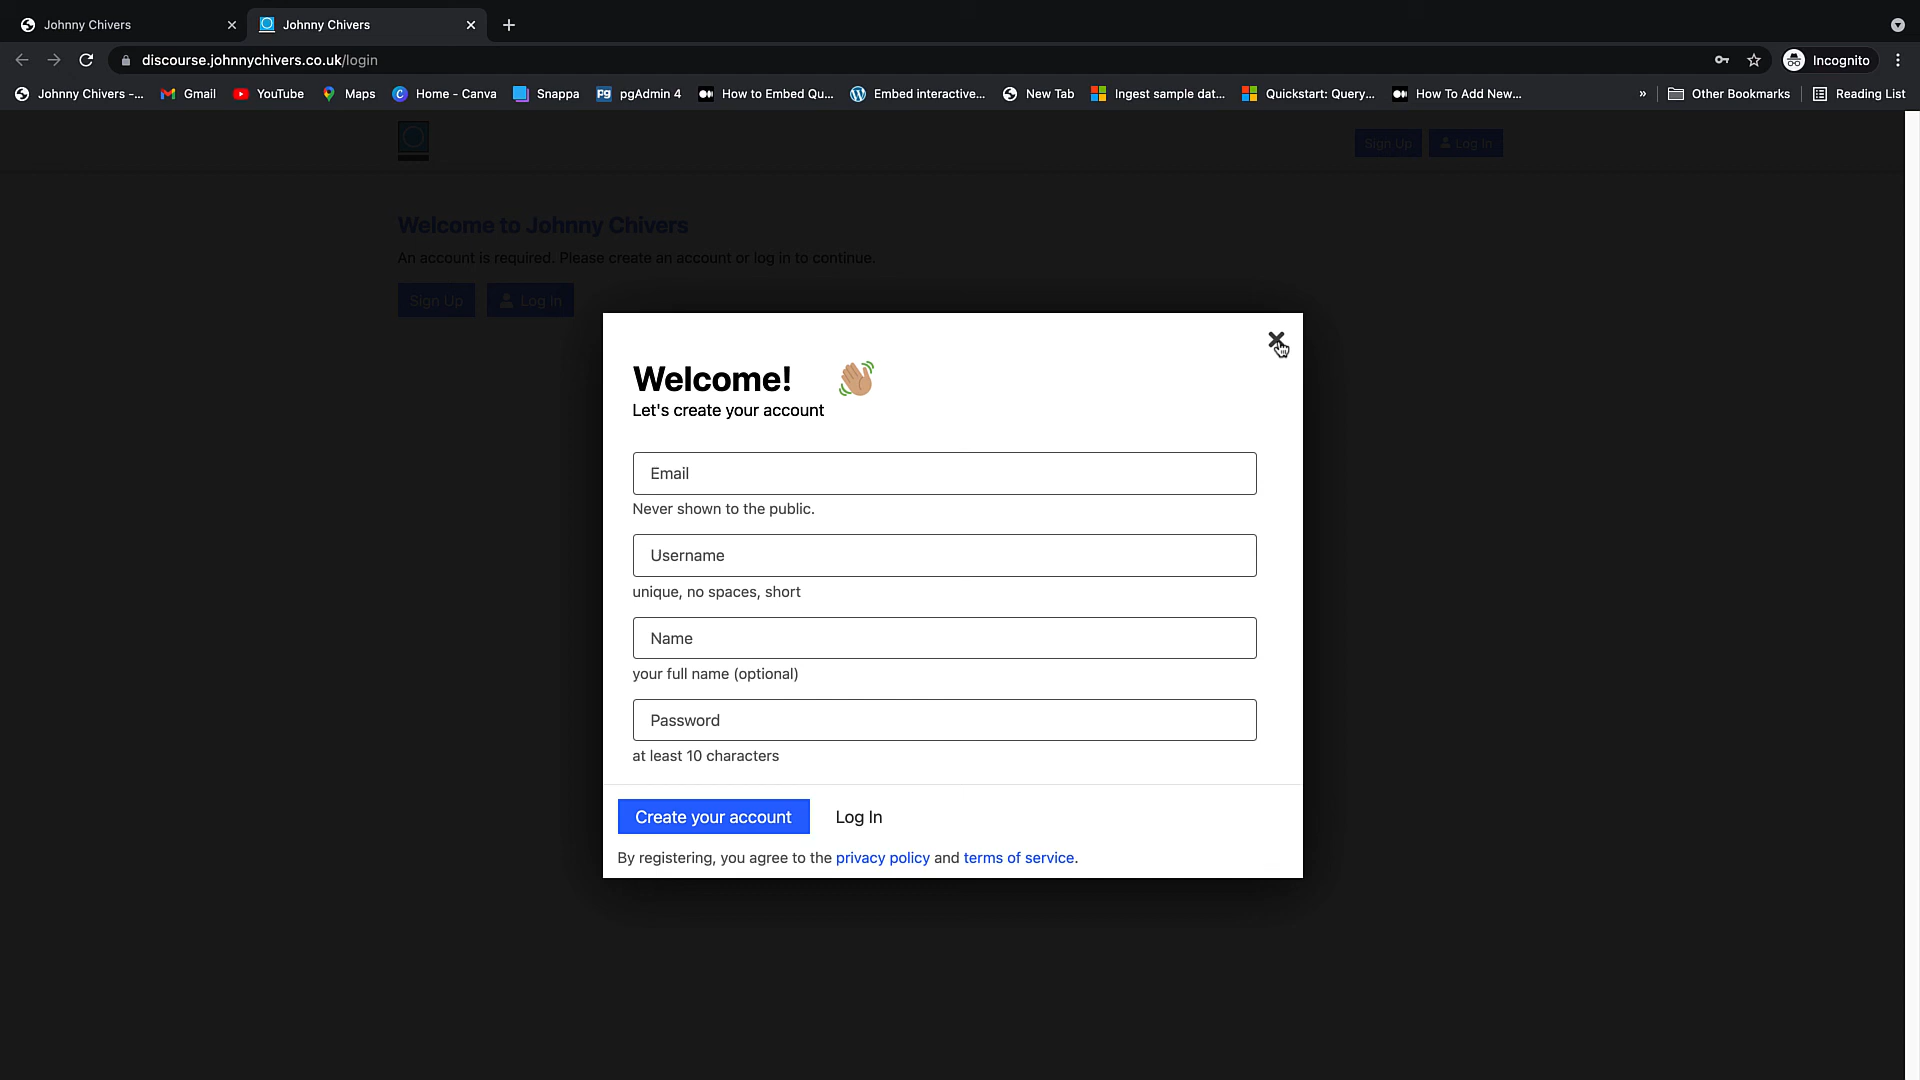 Johnny Chivers
Johnny Chivers
discourse.johnnychivers.co.uk/login
Incognito
Johnny Chivers -...
Gmail
YouTube
Maps
Home - Canva
Snappa
pgAdmin 4
How to Embed Qu...
Embed interactive...
New Tab
Ingest sample dat...
Quickstart: Query...
How To Add New...
»
Other Bookmarks
Reading List
Sign Up
Log In
Welcome to Johnny Chivers
An account is required. Please create an account or log in to continue.
Sign Up
Log In
Welcome!
Let's create your account
Email
Never shown to the public.
Username
unique, no spaces, short
Name
your full name (optional)
Password
at least 10 characters
Create your account
Log In
By registering, you agree to the privacy policy and terms of service.